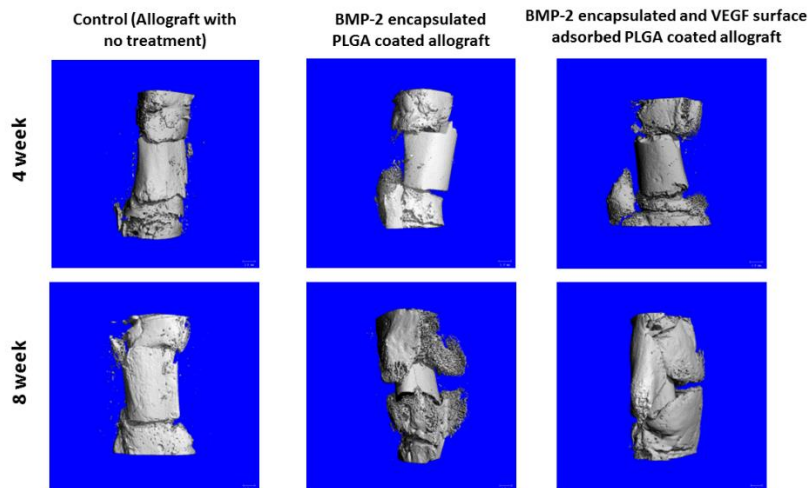 Control (Allograft with
no treatment)
BMP-2 encapsulated
PLGA coated allograft
BMP-2 encapsulated and VEGF surface
adsorbed PLGA coated allograft
4 week
8 week